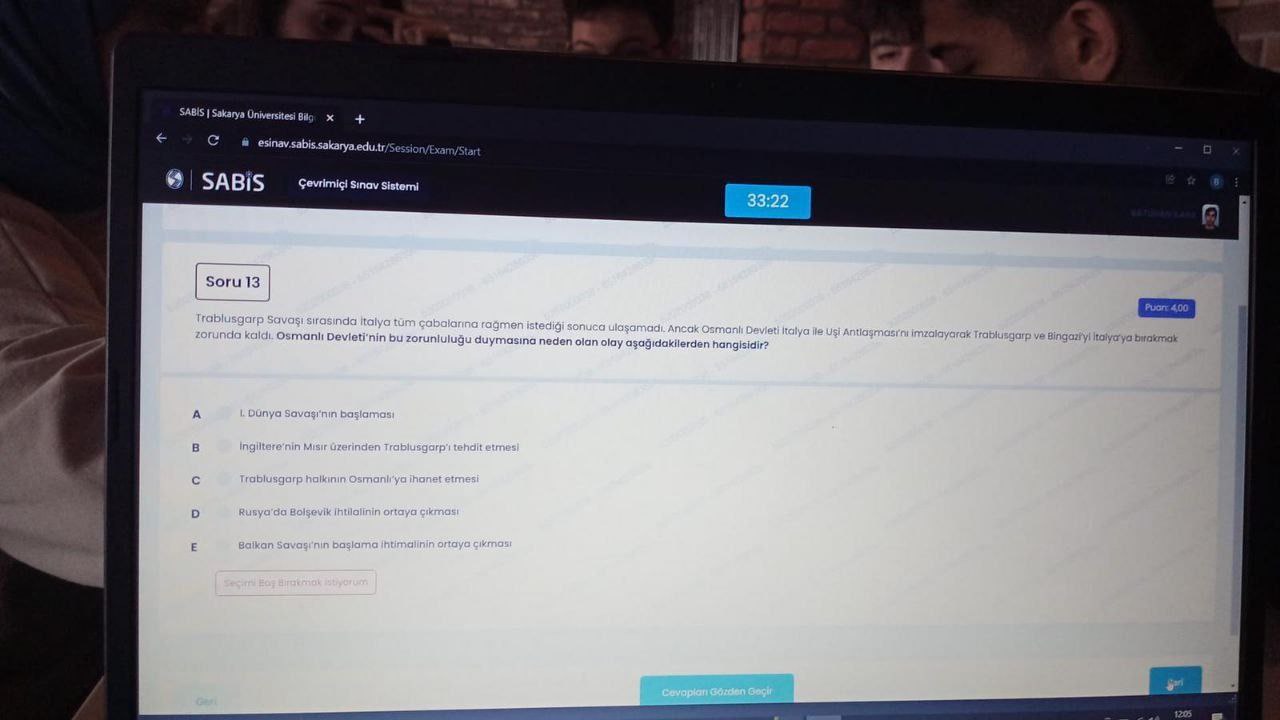 SABİS | Sakarya Üniversitesi Bilg
esinav.sabis.sakarya.edu.tr/Session/Exam/Start
SABİS
Çevrimiçi Sınav Sistemi
33:22
B
Soru 13
Puan: 4,00
Trablusgarp Savaşı sırasında İtalya tüm çabalarına rağmen istediği sonuca ulaşamadı. Ancak Osmanlı Devleti İtalya ile Uşi Antlaşması'nı imzalayarak Trablusgarp ve Bingazi'yi İtalya'ya bırakmak
zorunda kaldı. Osmanlı Devleti'nin bu zorunluluğu duymasına neden olan olay aşağıdakilerden hangisidir?
A I. Dünya Savaşı'nın başlaması
B İngiltere'nin Mısır üzerinden Trablusgarp'ı tehdit etmesi
C Trablusgarp halkının Osmanlı'ya ihanet etmesi
D Rusya'da Bolşevik ihtilalinin ortaya çıkması
E Balkan Savaşı'nın başlama ihtimalinin ortaya çıkması
Seçimi Boş Bırakmak istiyorum
Geri
Cevapları Gözden Geçir
12:05